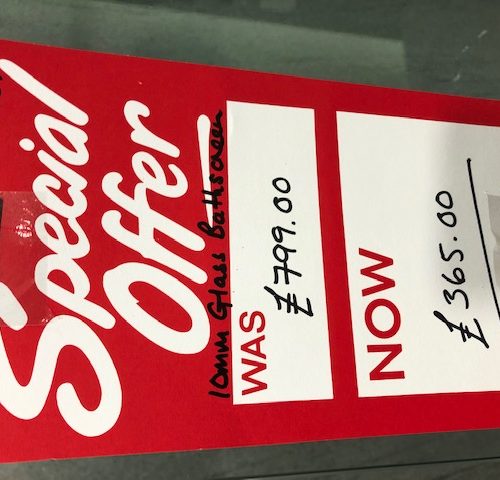 Special
Offer
10mm Glass Bathscreen
WAS
£799.00
NOW
£365.00